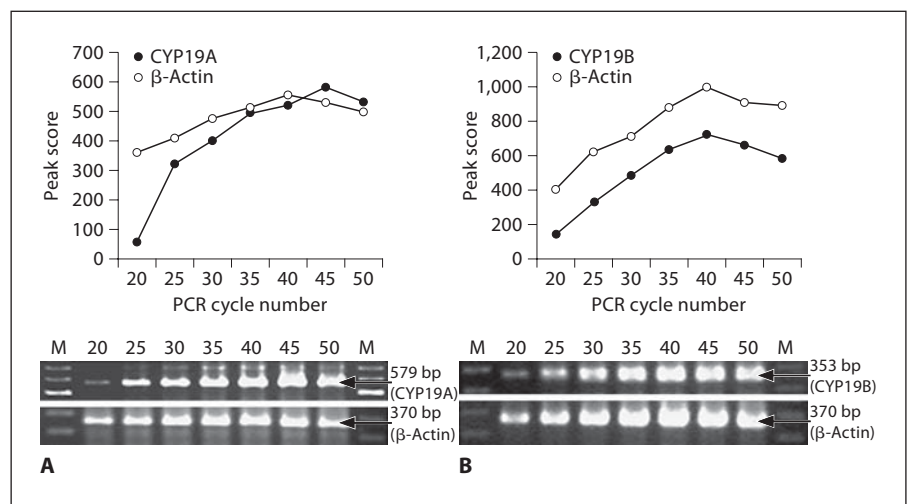 700
600
500
400
300
200
100
0
Peak score
CYP19A
β-Actin
20 25 30 35 40 45 50
PCR cycle number
M 20 25 30 35 40 45 50 M
579 bp
(CYP19A)
370 bp
(β-Actin)
A
1,200
1,000
800
600
400
200
0
Peak score
CYP19B
β-Actin
20 25 30 35 40 45 50
PCR cycle number
M 20 25 30 35 40 45 50 M
353 bp
(CYP19B)
370 bp
(β-Actin)
B